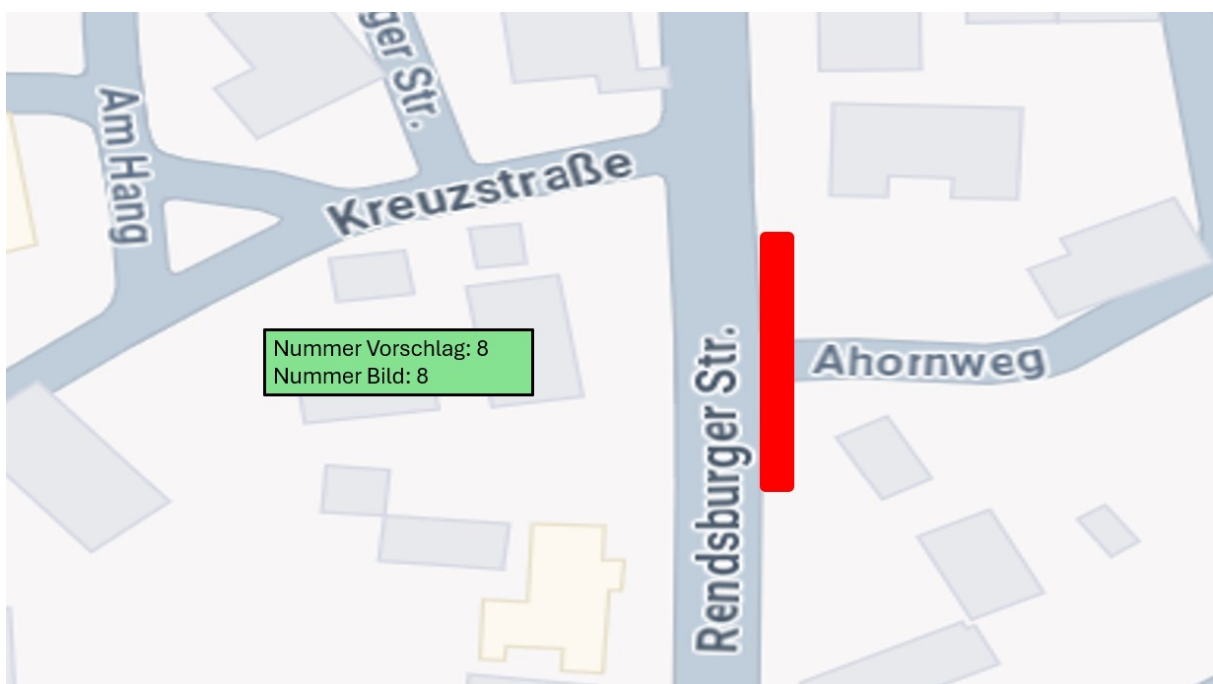 ger Str.
Am Hang
Kreuzstraße
Nummer Vorschlag: 8
Nummer Bild: 8
Rendsburger Str.
Ahornweg